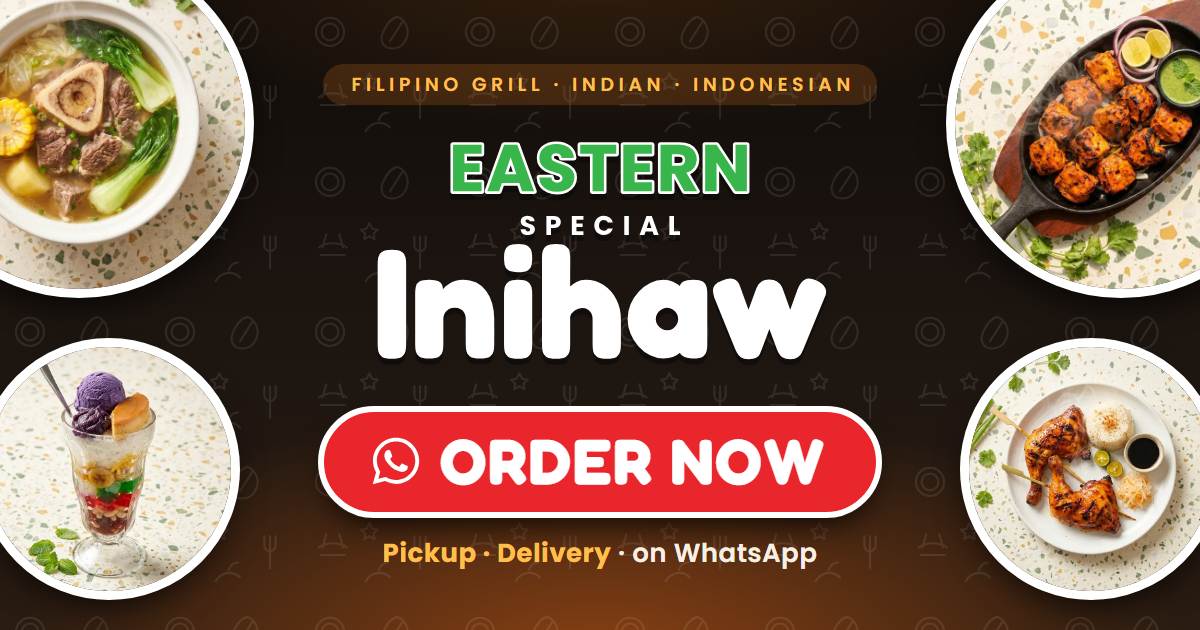 FILIPINO GRILL · INDIAN · INDONESIAN
EASTERN
SPECIAL
Inihaw
ORDER NOW
Pickup · Delivery · on WhatsApp